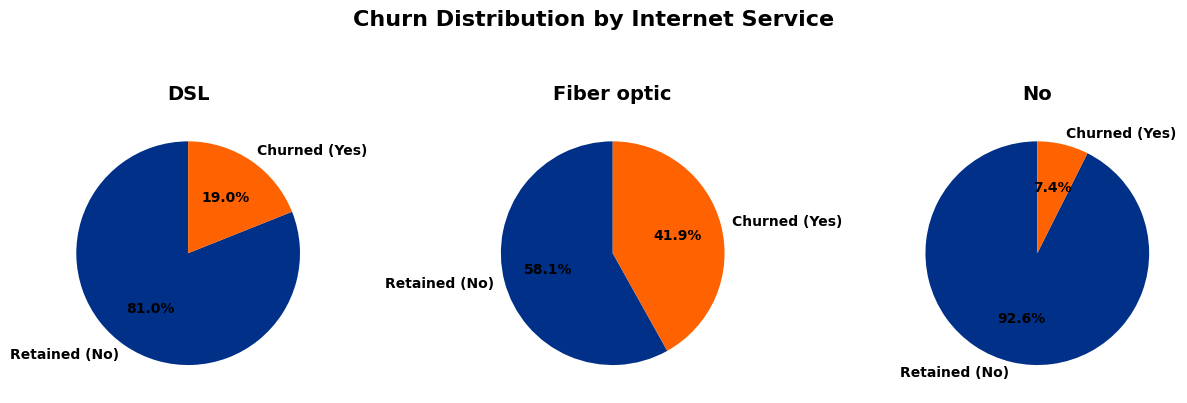 Churn Distribution by Internet Service
DSL
Churned (Yes)
19.0%
81.0%
Retained (No)
Fiber optic
Churned (Yes)
41.9%
58.1%
Retained (No)
No
Churned (Yes)
7.4%
92.6%
Retained (No)